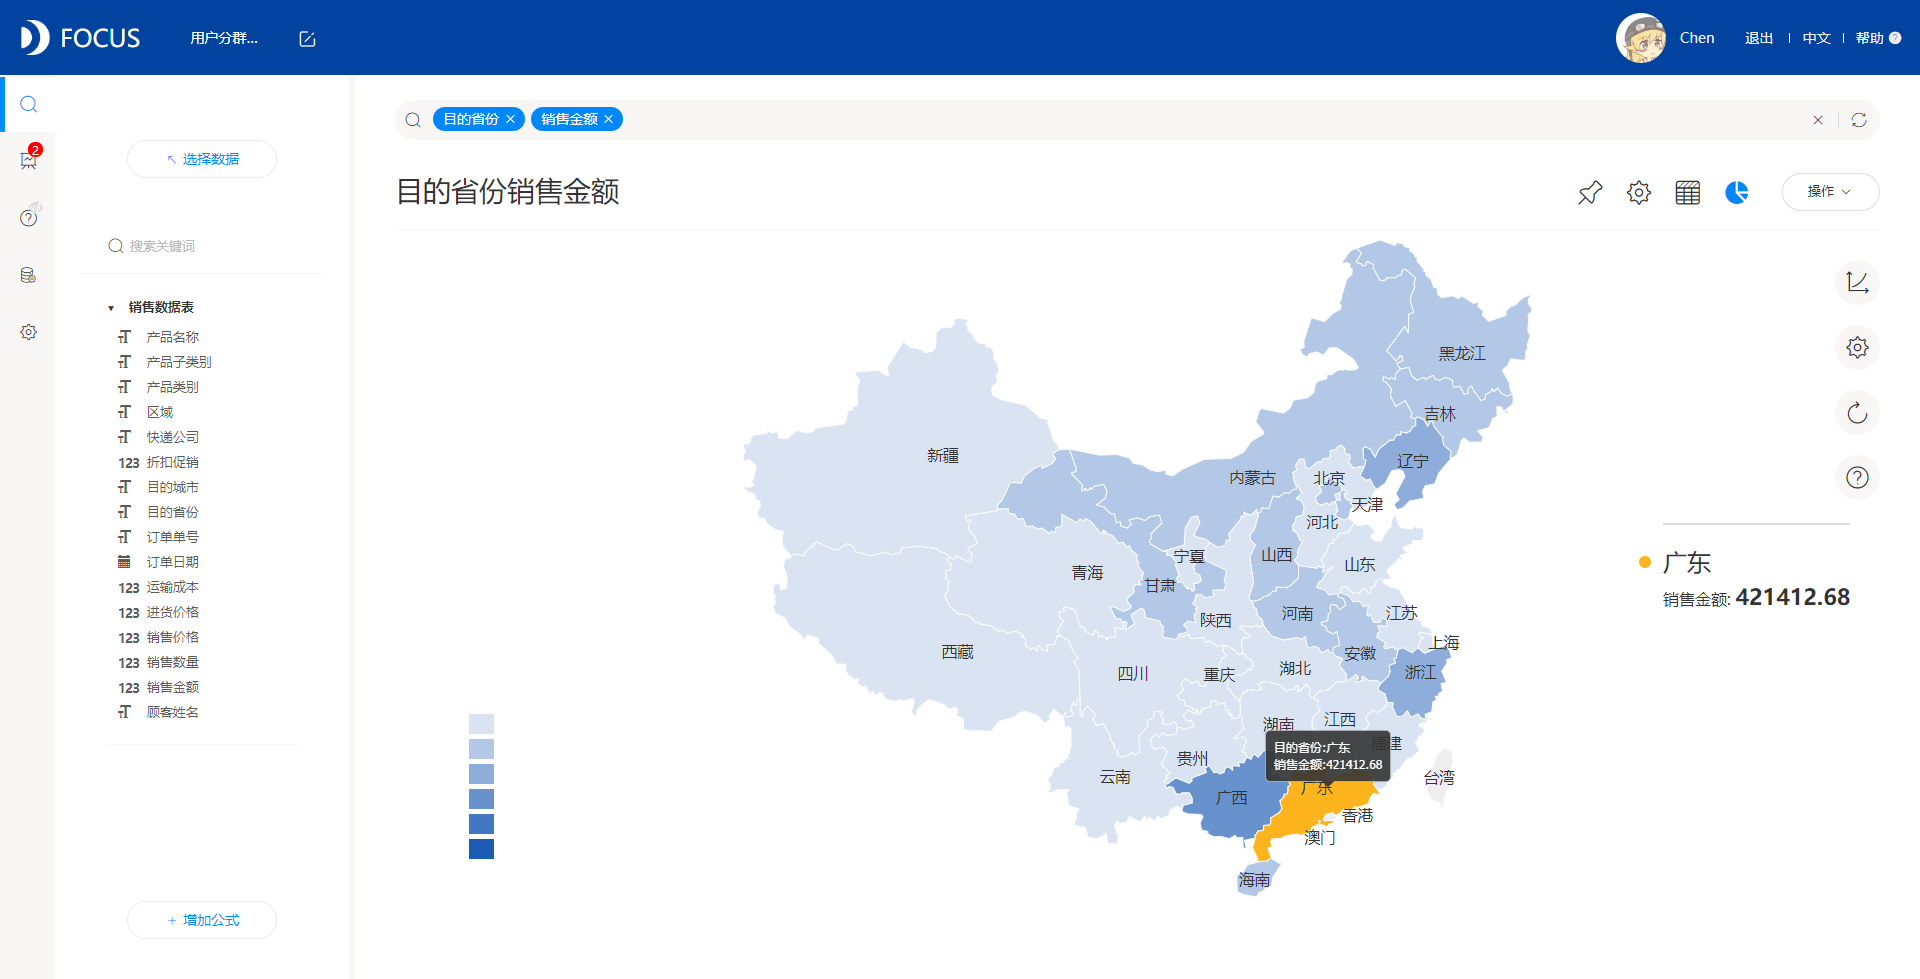 FOCUS
用户分群...
Chen
退出
中文
帮助
2
选择数据
搜索关键词
销售数据表
产品名称
产品子类别
产品类别
区域
快递公司
123 折扣促销
目的城市
目的省份
订单单号
订单日期
123 运输成本
123 进货价格
123 销售价格
123 销售数量
123 销售金额
顾客姓名
+ 增加公式
目的省份 销售金额
目的省份销售金额
操作
黑龙江
吉林
辽宁
新疆
内蒙古
北京
天津
河北
山西
山东
宁夏
青海
甘肃
陕西
河南
江苏
西藏
四川
重庆
湖北
安徽
上海
浙江
湖南
江西
福建
贵州
云南
广西
广东
台湾
香港
澳门
海南
目的省份:广东
销售金额:421412.68
广东
销售金额: 421412.68